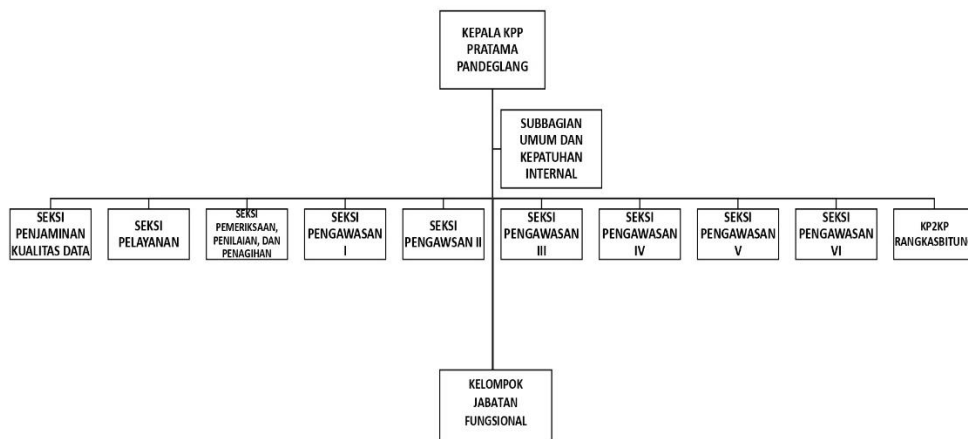 KEPALA KPP
PRATAMA
PANDEGLANG
SUBBAGIAN
UMUM DAN
KEPATUHAN
INTERNAL
SEKSI
PENJAMINAN
KUALITAS DATA
SEKSI
PELAYANAN
SEKSI
PEMERIKSAAN,
PENILAIAN, DAN
PENAGIHAN
SEKSI
PENGAWASAN
I
SEKSI
PENGAWSAN II
SEKSI
PENGAWASAN
III
SEKSI
PENGAWASAN
IV
SEKSI
PENGAWASAN
V
SEKSI
PENGAWASAN
VI
KP2KP
RANGKASBITUNG
KELOMPOK
JABATAN
FUNGSIONAL